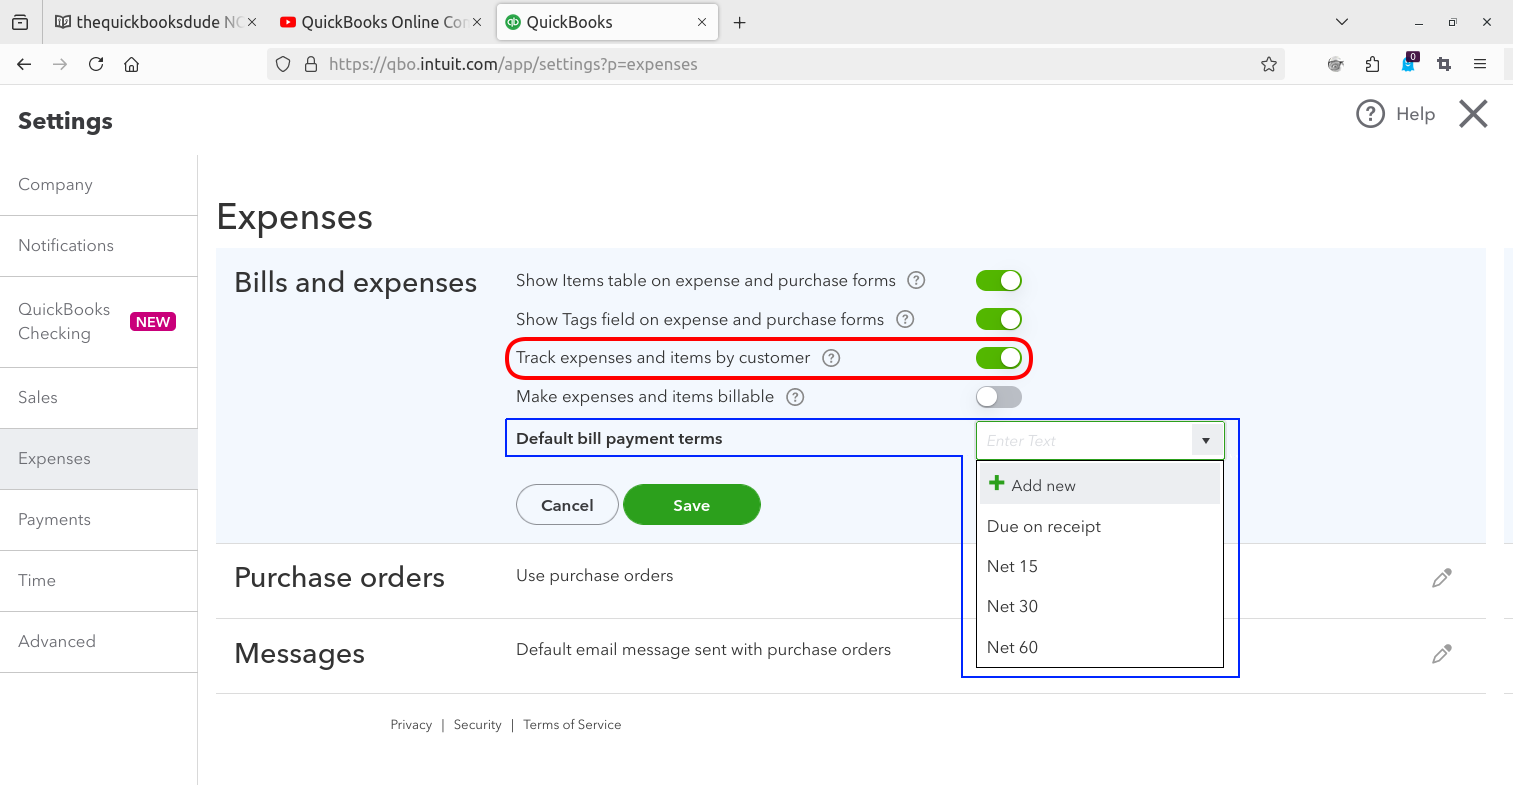 thequickbooksdude NO
QuickBooks Online Con
QuickBooks
https://qbo.intuit.com/app/settings?p=expenses
0
Settings
Help
Company
Notifications
QuickBooks
Checking
NEW
Sales
Expenses
Payments
Time
Advanced
Expenses
Bills and expenses
Show Items table on expense and purchase forms
Show Tags field on expense and purchase forms
Track expenses and items by customer
Make expenses and items billable
Default bill payment terms
Enter Text
Add new
Due on receipt
Net 15
Net 30
Net 60
Cancel
Save
Purchase orders
Use purchase orders
Messages
Default email message sent with purchase orders
Privacy | Security | Terms of Service